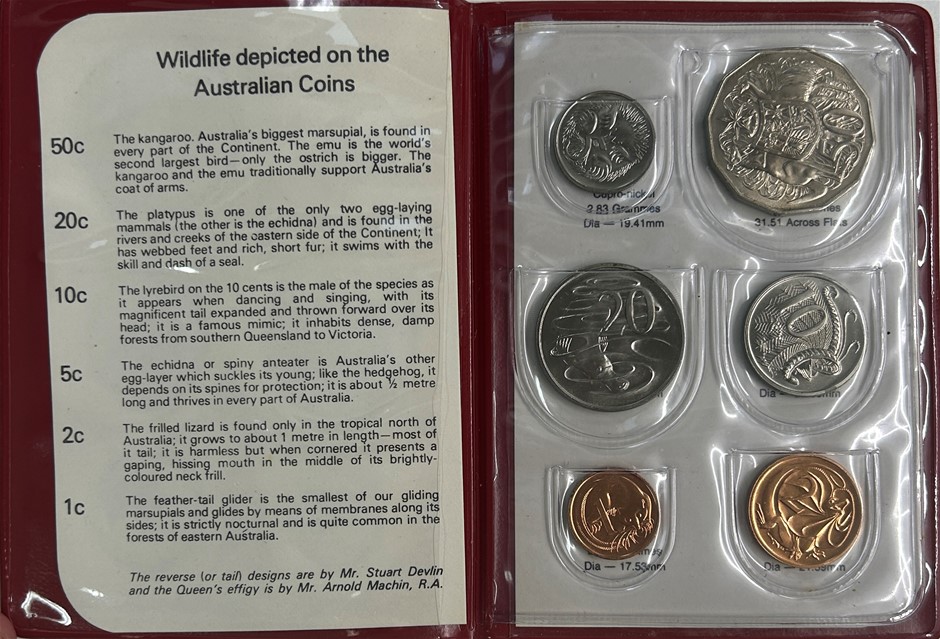 Wildlife depicted on the
Australian Coins
50c
The kangaroo. Australia's biggest marsupial, is found in
every part of the Continent. The emu is the world's
second largest bird—only the ostrich is bigger. The
kangaroo and the emu traditionally support Australia's
coat of arms.
20c
The platypus is one of the only two egg-laying
mammals (the other is the echidna) and is found in the
rivers and creeks of the eastern side of the Continent; It
has webbed feet and rich, short fur; it swims with the
skill and dash of a seal.
10c
The lyrebird on the 10 cents is the male of the species as
it appears when dancing and singing, with its
magnificent tail expanded and thrown forward over its
head; it is a famous mimic; it inhabits dense, damp
forests from southern Queensland to Victoria.
5c
The echidna or spiny anteater is Australia's other
egg-layer which suckles its young; like the hedgehog, it
depends on its spines for protection; it is about ½ metre
long and thrives in every part of Australia.
2c
The frilled lizard is found only in the tropical north of
Australia; it grows to about 1 metre in length—most of
it tail; it is harmless but when cornered it presents a
gaping, hissing mouth in the middle of its brightly-
coloured neck frill.
1c
The feather-tail glider is the smallest of our gliding
marsupials and glides by means of membranes along its
sides; it is strictly nocturnal and is quite common in the
forests of eastern Australia.
The reverse (or tail) designs are by Mr. Stuart Devlin
and the Queen's effigy is by Mr. Arnold Machin, R.A.
5
50
Cupro-nickel
2.83 Grammes
Dia — 19.41mm
31.51 Across Flats
20
10
Dia
1
2
Dia — 17.53mm
Dia